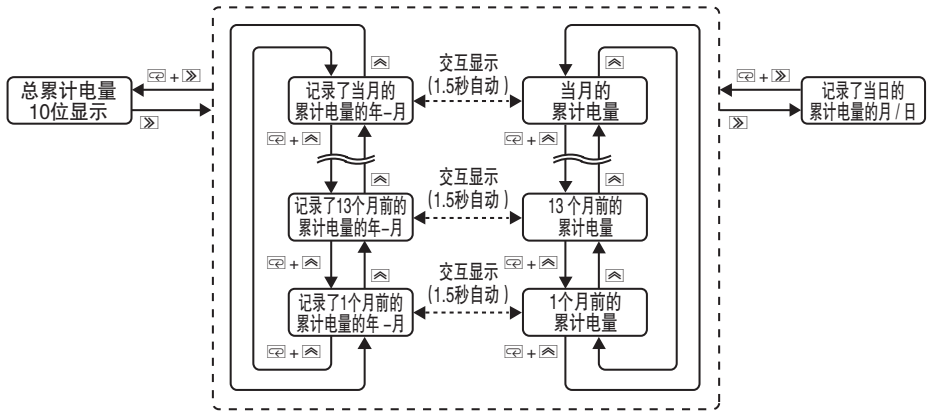 总累计电量
10位显示
+
记录了当月的
累计电量的年–月
+
交互显示
(1.5秒自动)
当月的
累计电量
+
记录了13个月前的
累计电量的年–月
+
交互显示
(1.5秒自动)
13个月前的
累计电量
+
记录了1个月前的
累计电量的年–月
+
交互显示
(1.5秒自动)
1个月前的
累计电量
+
+
记录了当日的
累计电量的月/日